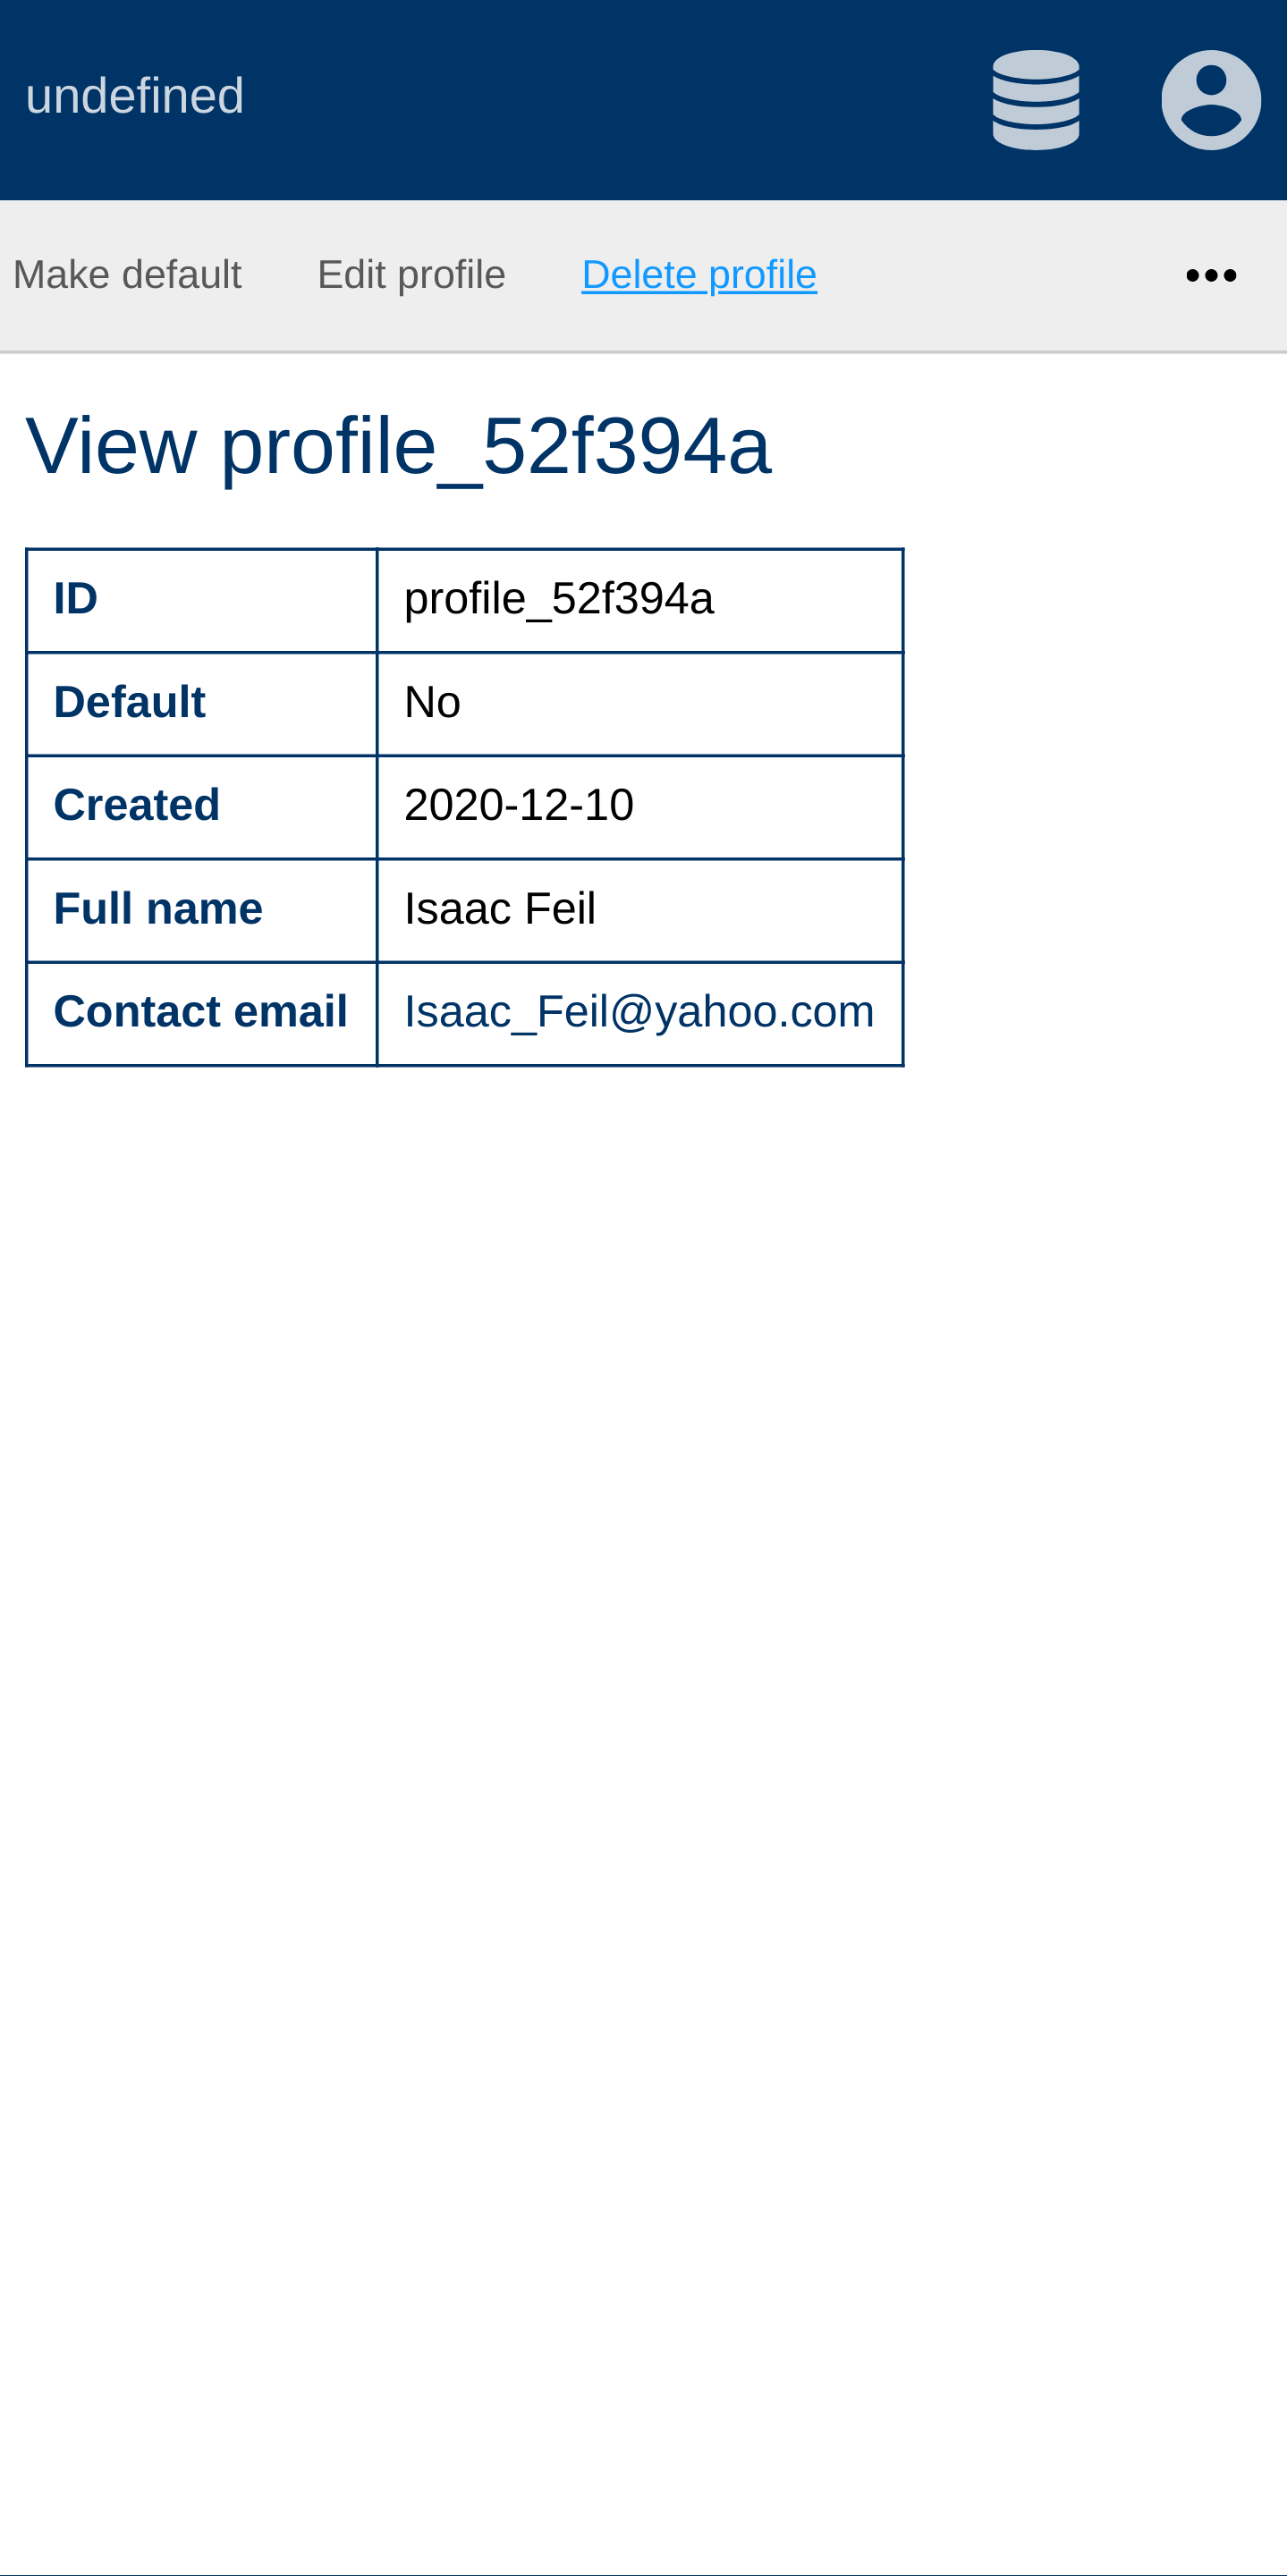 undefined
Make default Edit profile Delete profile
View profile_52f394a
ID profile_52f394a
Default No
Created 2020-12-10
Full name Isaac Feil
Contact email Isaac_Feil@yahoo.com